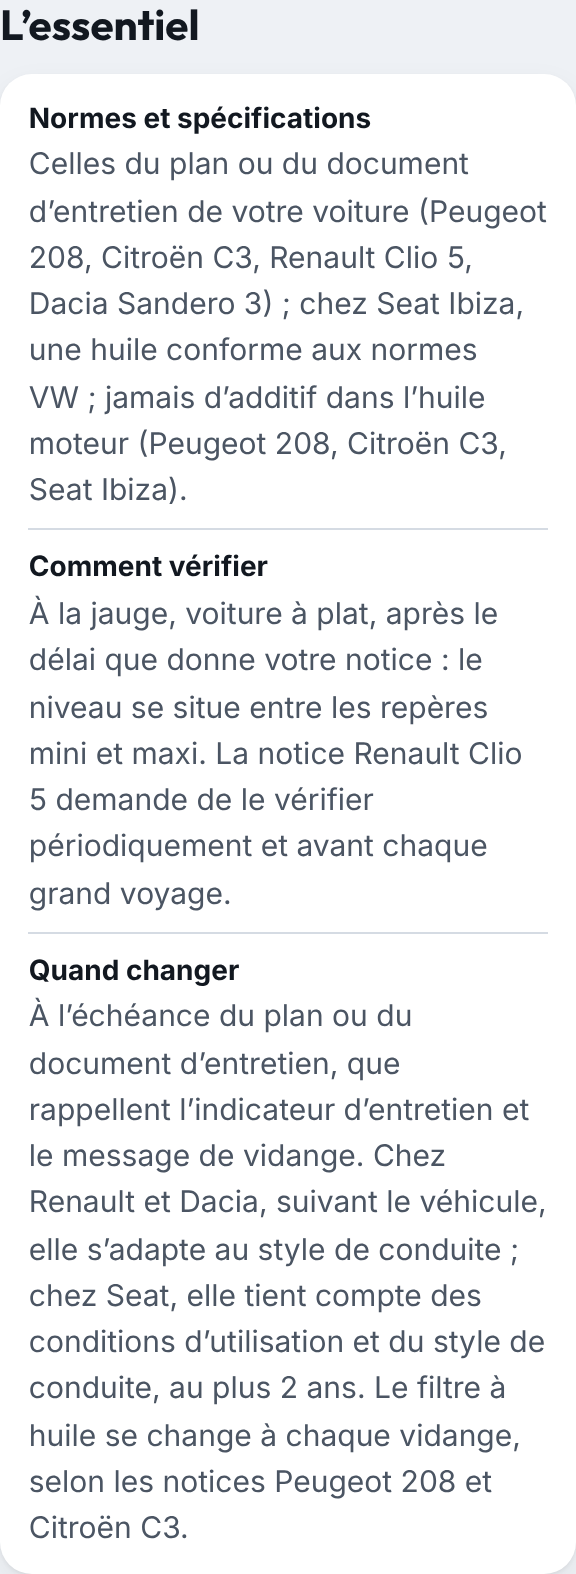 L’essentiel
Normes et spécifications
Celles du plan ou du document
d’entretien de votre voiture (Peugeot
208, Citroën C3, Renault Clio 5,
Dacia Sandero 3) ; chez Seat Ibiza,
une huile conforme aux normes
VW ; jamais d’additif dans l’huile
moteur (Peugeot 208, Citroën C3,
Seat Ibiza).
Comment vérifier
À la jauge, voiture à plat, après le
délai que donne votre notice : le
niveau se situe entre les repères
mini et maxi. La notice Renault Clio
5 demande de le vérifier
périodiquement et avant chaque
grand voyage.
Quand changer
À l’échéance du plan ou du
document d’entretien, que
rappellent l’indicateur d’entretien et
le message de vidange. Chez
Renault et Dacia, suivant le véhicule,
elle s’adapte au style de conduite ;
chez Seat, elle tient compte des
conditions d’utilisation et du style de
conduite, au plus 2 ans. Le filtre à
huile se change à chaque vidange,
selon les notices Peugeot 208 et
Citroën C3.